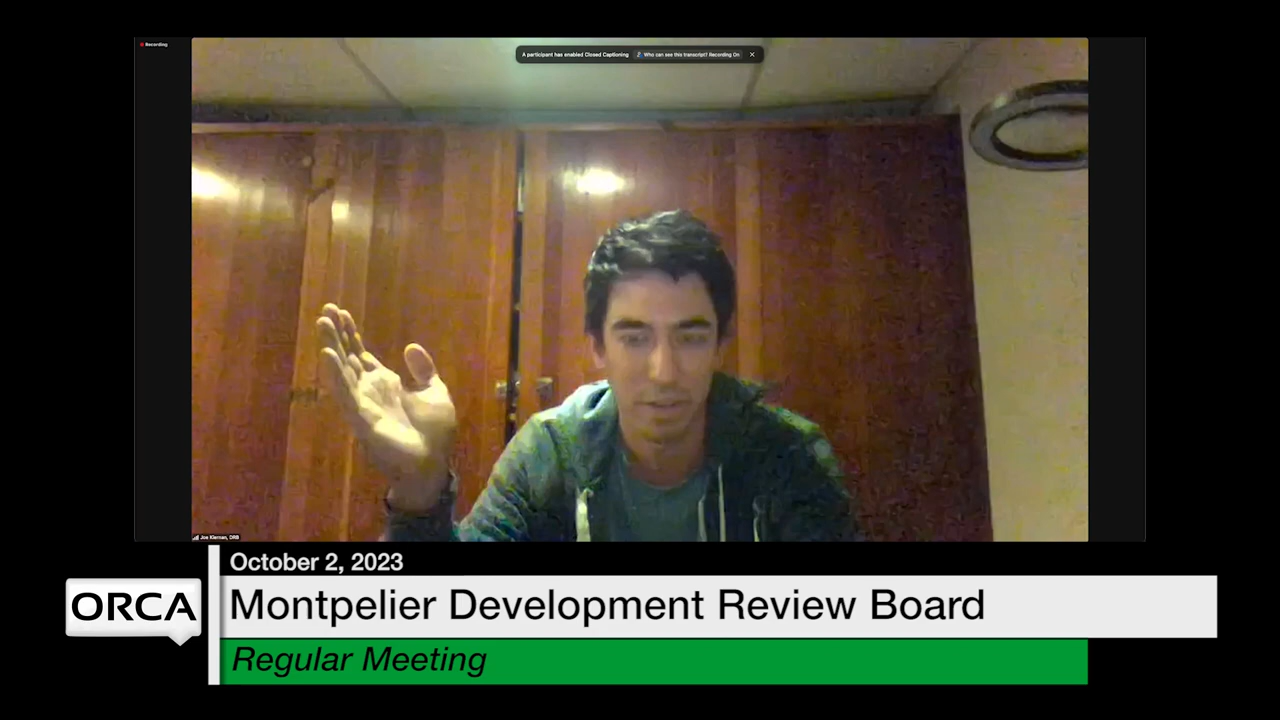 Recording
A participant has enabled Closed Captioning Who can see this transcript? Recording On
Joe Kiernan, DRB
October 2, 2023
ORCA
Montpelier Development Review Board
Regular Meeting